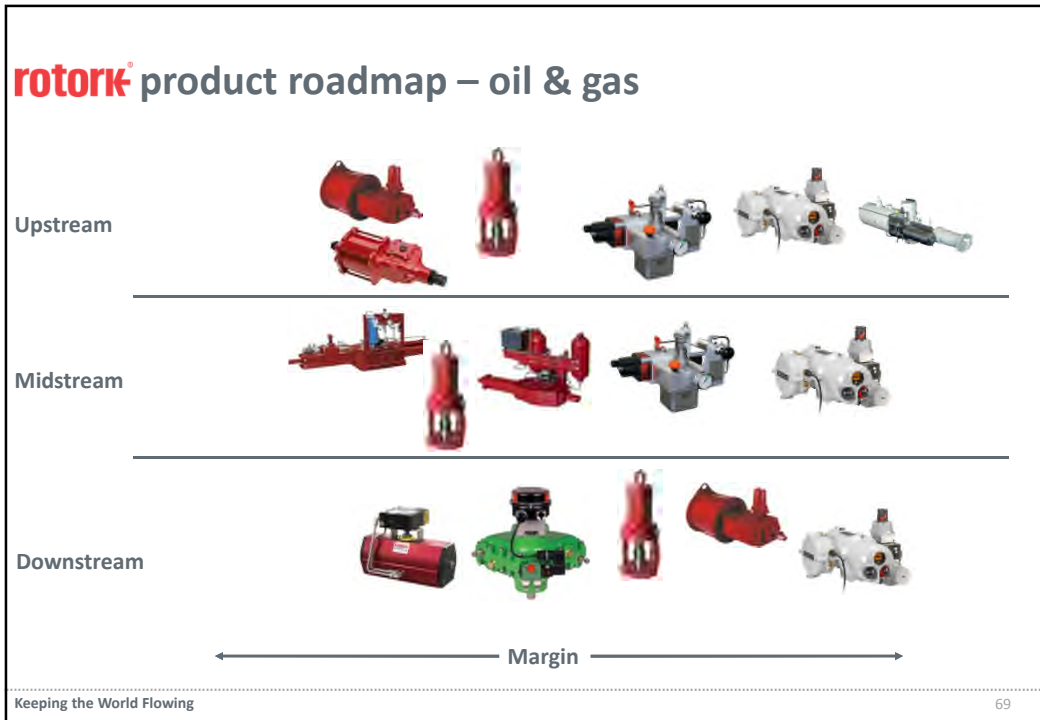 rotork® product roadmap – oil & gas
Upstream
Midstream
Downstream
Margin
Keeping the World Flowing
69